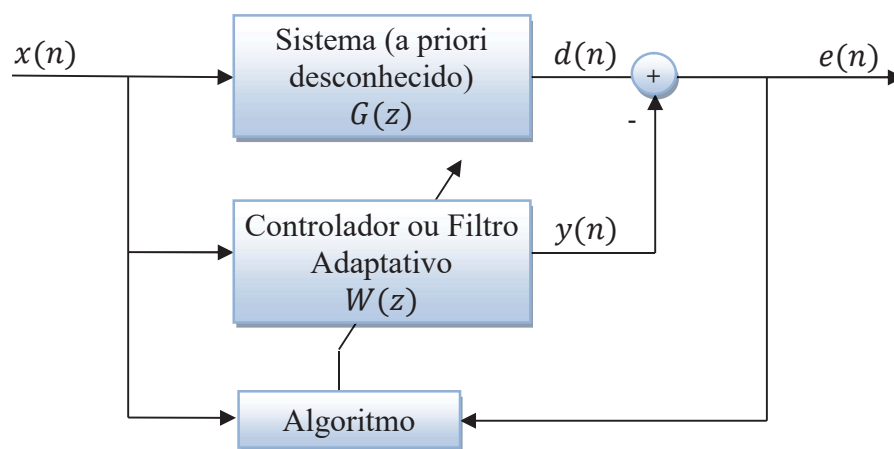 x(n)
Sistema (a priori
desconhecido)
G(z)
d(n)
+
-
e(n)
Controlador ou Filtro
Adaptativo
W(z)
y(n)
Algoritmo